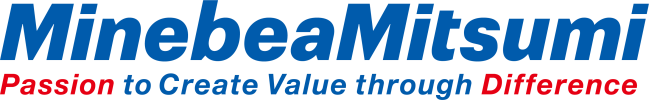 MinebeaMitsumi
Passion to Create Value through Difference